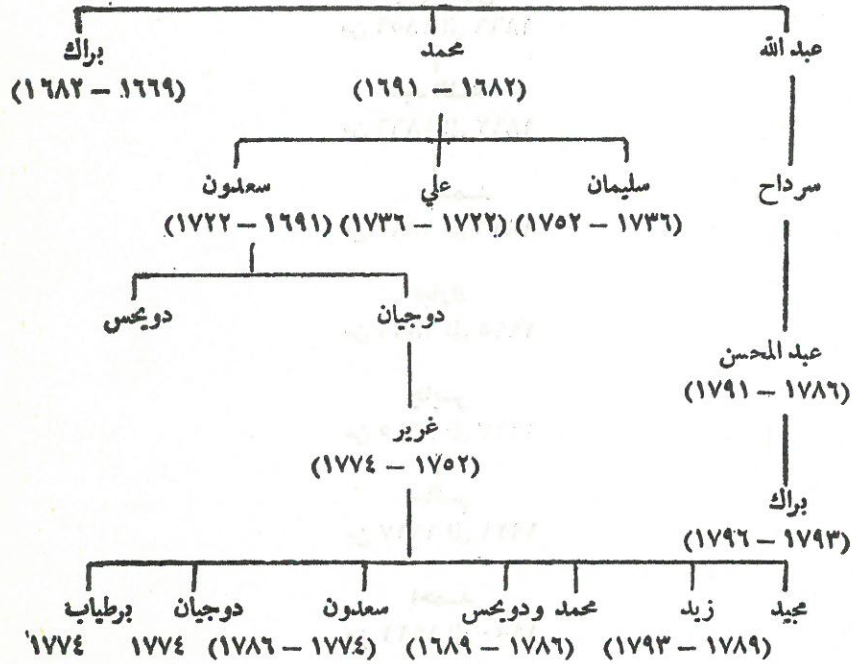 عبد الله محمد براك
(١٦٨٢ – ١٦٩١) (١٦٦٩ – ١٦٨٢)
سرداح سليمان علي سعدون
(١٧٣٦ – ١٧٥٢) (١٧٢٢ – ١٧٣٦) (١٦٩١ – ١٧٢٢)
دوجيان دويحس
عبد المحسن
(١٧٨٦ – ١٧٩١)
غرير
(١٧٥٢ – ١٧٧٤)
براك
(١٧٩٣ – ١٧٩٦)
مجيد زيد محمد ودويحس سعدون دوجيان برطياب
(١٧٨٩ – ١٧٩٣) (١٧٨٦ – ١٦٨٩) (١٧٧٤ – ١٧٨٦) ١٧٧٤ ١٧٧٤